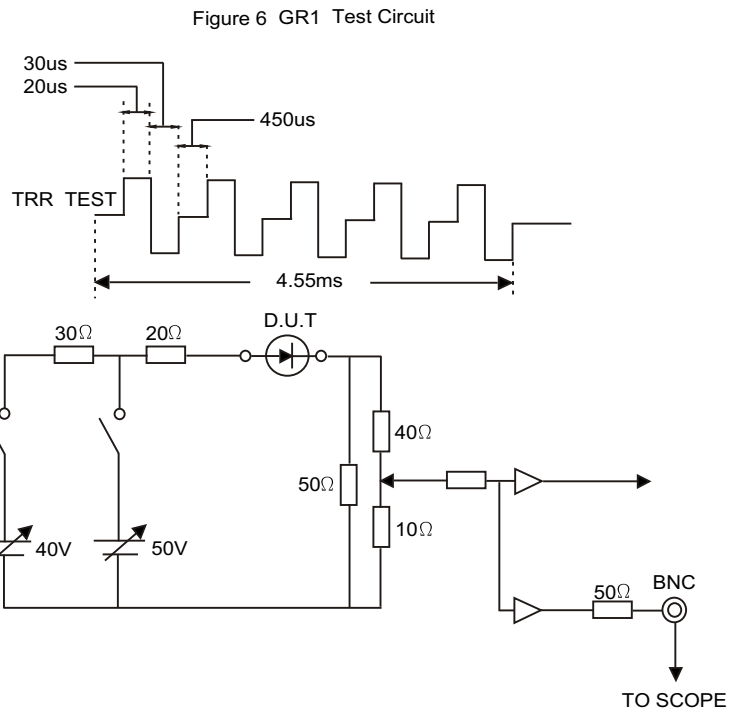 Figure 6 GR1 Test Circuit
30us
20us
450us
TRR TEST
4.55ms
30Ω
20Ω
D.U.T
40Ω
50Ω
10Ω
40V
50V
50Ω
BNC
TO SCOPE